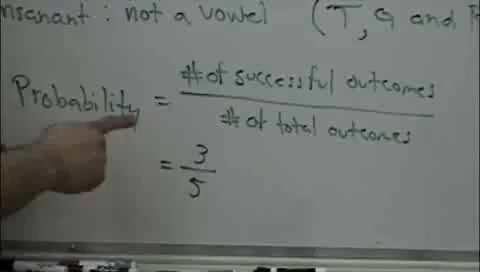 nsonant : not a vowel (T, G and
Probability = # of successful outcomes
# of total outcomes
= 3
5